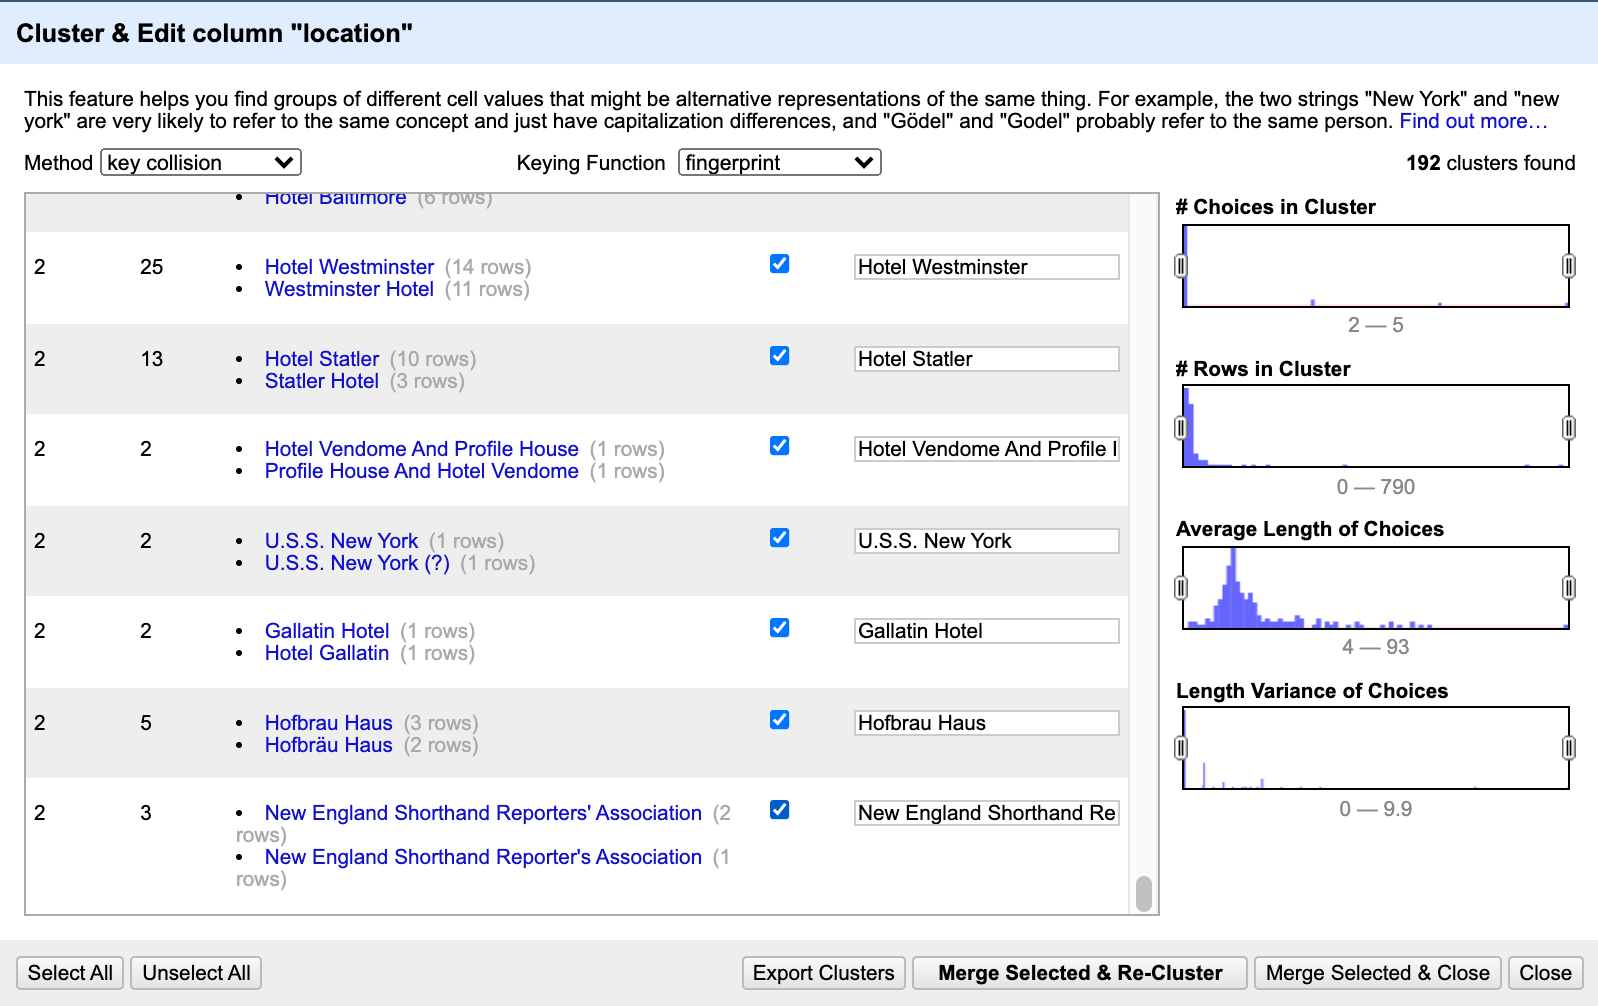 Cluster & Edit column "location"
This feature helps you find groups of different cell values that might be alternative representations of the same thing. For example, the two strings "New York" and "new
york" are very likely to refer to the same concept and just have capitalization differences, and "Gödel" and "Godel" probably refer to the same person. Find out more…
Method key collision Keying Function fingerprint 192 clusters found
• Hotel Baltimore (6 rows)
2 25 • Hotel Westminster (14 rows) Hotel Westminster
• Westminster Hotel (11 rows)
2 13 • Hotel Statler (10 rows) Hotel Statler
• Statler Hotel (3 rows)
2 2 • Hotel Vendome And Profile House (1 rows) Hotel Vendome And Profile
• Profile House And Hotel Vendome (1 rows)
2 2 • U.S.S. New York (1 rows) U.S.S. New York
• U.S.S. New York (?) (1 rows)
2 2 • Gallatin Hotel (1 rows) Gallatin Hotel
• Hotel Gallatin (1 rows)
2 5 • Hofbrau Haus (3 rows) Hofbrau Haus
• Hofbräu Haus (2 rows)
2 3 • New England Shorthand Reporters' Association (2 New England Shorthand Re
rows)
• New England Shorthand Reporter's Association (1
rows)
# Choices in Cluster
2 — 5
# Rows in Cluster
0 — 790
Average Length of Choices
4 — 93
Length Variance of Choices
0 — 9.9
Select All Unselect All Export Clusters Merge Selected & Re-Cluster Merge Selected & Close Close